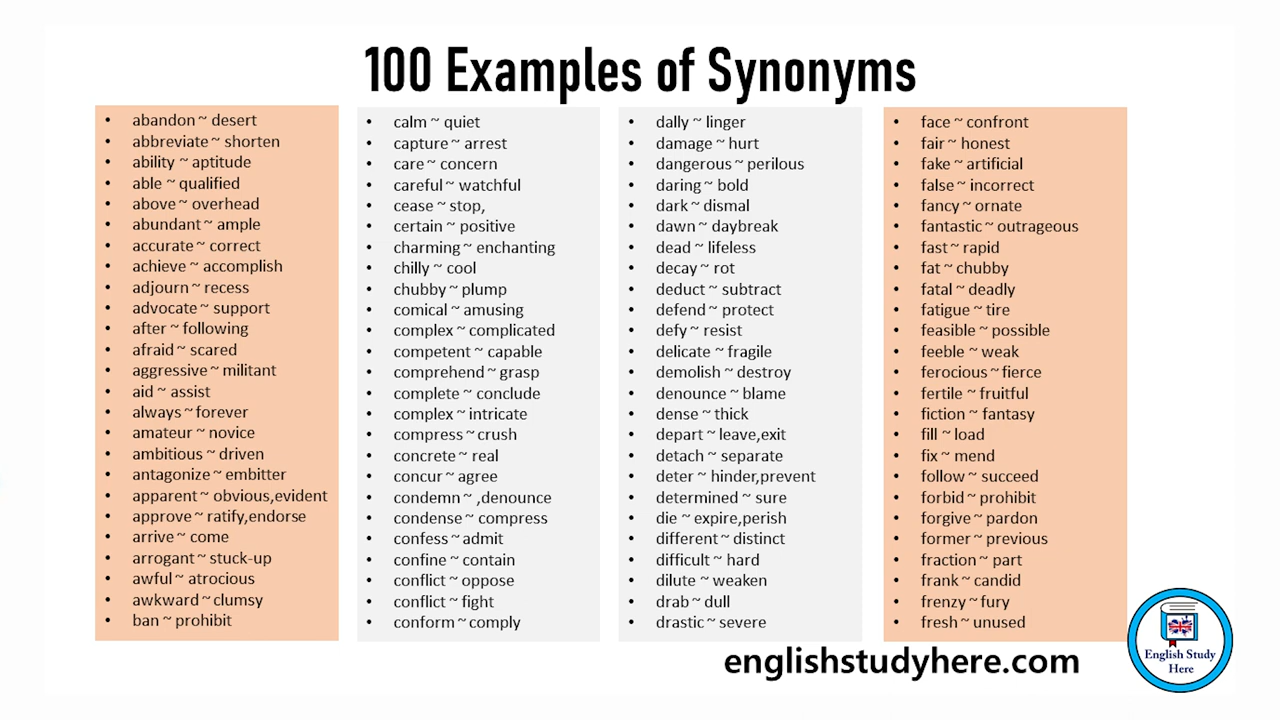 100 Examples of Synonyms
• abandon ~ desert
• abbreviate ~ shorten
• ability ~ aptitude
• able ~ qualified
• above ~ overhead
• abundant ~ ample
• accurate ~ correct
• achieve ~ accomplish
• adjourn ~ recess
• advocate ~ support
• after ~ following
• afraid ~ scared
• aggressive ~ militant
• aid ~ assist
• always ~ forever
• amateur ~ novice
• ambitious ~ driven
• antagonize ~ embitter
• apparent ~ obvious,evident
• approve ~ ratify,endorse
• arrive ~ come
• arrogant ~ stuck-up
• awful ~ atrocious
• awkward ~ clumsy
• ban ~ prohibit
• calm ~ quiet
• capture ~ arrest
• care ~ concern
• careful ~ watchful
• cease ~ stop,
• certain ~ positive
• charming ~ enchanting
• chilly ~ cool
• chubby ~ plump
• comical ~ amusing
• complex ~ complicated
• competent ~ capable
• comprehend ~ grasp
• complete ~ conclude
• complex ~ intricate
• compress ~ crush
• concrete ~ real
• concur ~ agree
• condemn ~ ,denounce
• condense ~ compress
• confess ~ admit
• confine ~ contain
• conflict ~ oppose
• conflict ~ fight
• conform ~ comply
• dally ~ linger
• damage ~ hurt
• dangerous ~ perilous
• daring ~ bold
• dark ~ dismal
• dawn ~ daybreak
• dead ~ lifeless
• decay ~ rot
• deduct ~ subtract
• defend ~ protect
• defy ~ resist
• delicate ~ fragile
• demolish ~ destroy
• denounce ~ blame
• dense ~ thick
• depart ~ leave,exit
• detach ~ separate
• deter ~ hinder,prevent
• determined ~ sure
• die ~ expire,perish
• different ~ distinct
• difficult ~ hard
• dilute ~ weaken
• drab ~ dull
• drastic ~ severe
• face ~ confront
• fair ~ honest
• fake ~ artificial
• false ~ incorrect
• fancy ~ ornate
• fantastic ~ outrageous
• fast ~ rapid
• fat ~ chubby
• fatal ~ deadly
• fatigue ~ tire
• feasible ~ possible
• feeble ~ weak
• ferocious ~ fierce
• fertile ~ fruitful
• fiction ~ fantasy
• fill ~ load
• fix ~ mend
• follow ~ succeed
• forbid ~ prohibit
• forgive ~ pardon
• former ~ previous
• fraction ~ part
• frank ~ candid
• frenzy ~ fury
• fresh ~ unused
englishstudyhere.com
English Study
Here